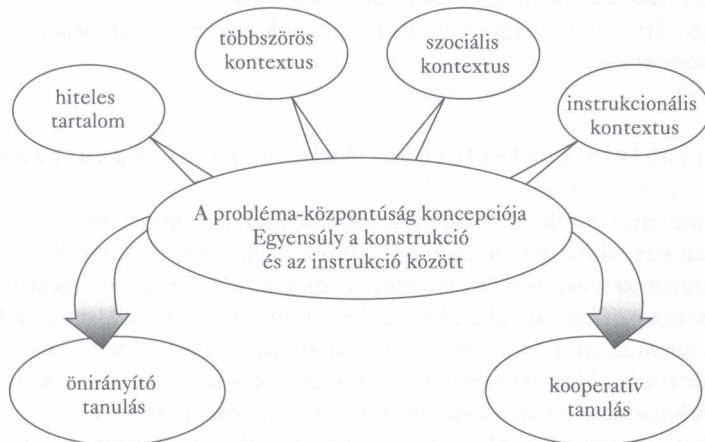 többszörös
kontextus
szociális
kontextus
hiteles
tartalom
instrukcionális
kontextus
A probléma-központúság koncepciója
Egyensúly a konstrukció
és az instrukció között
önirányító
tanulás
kooperatív
tanulás